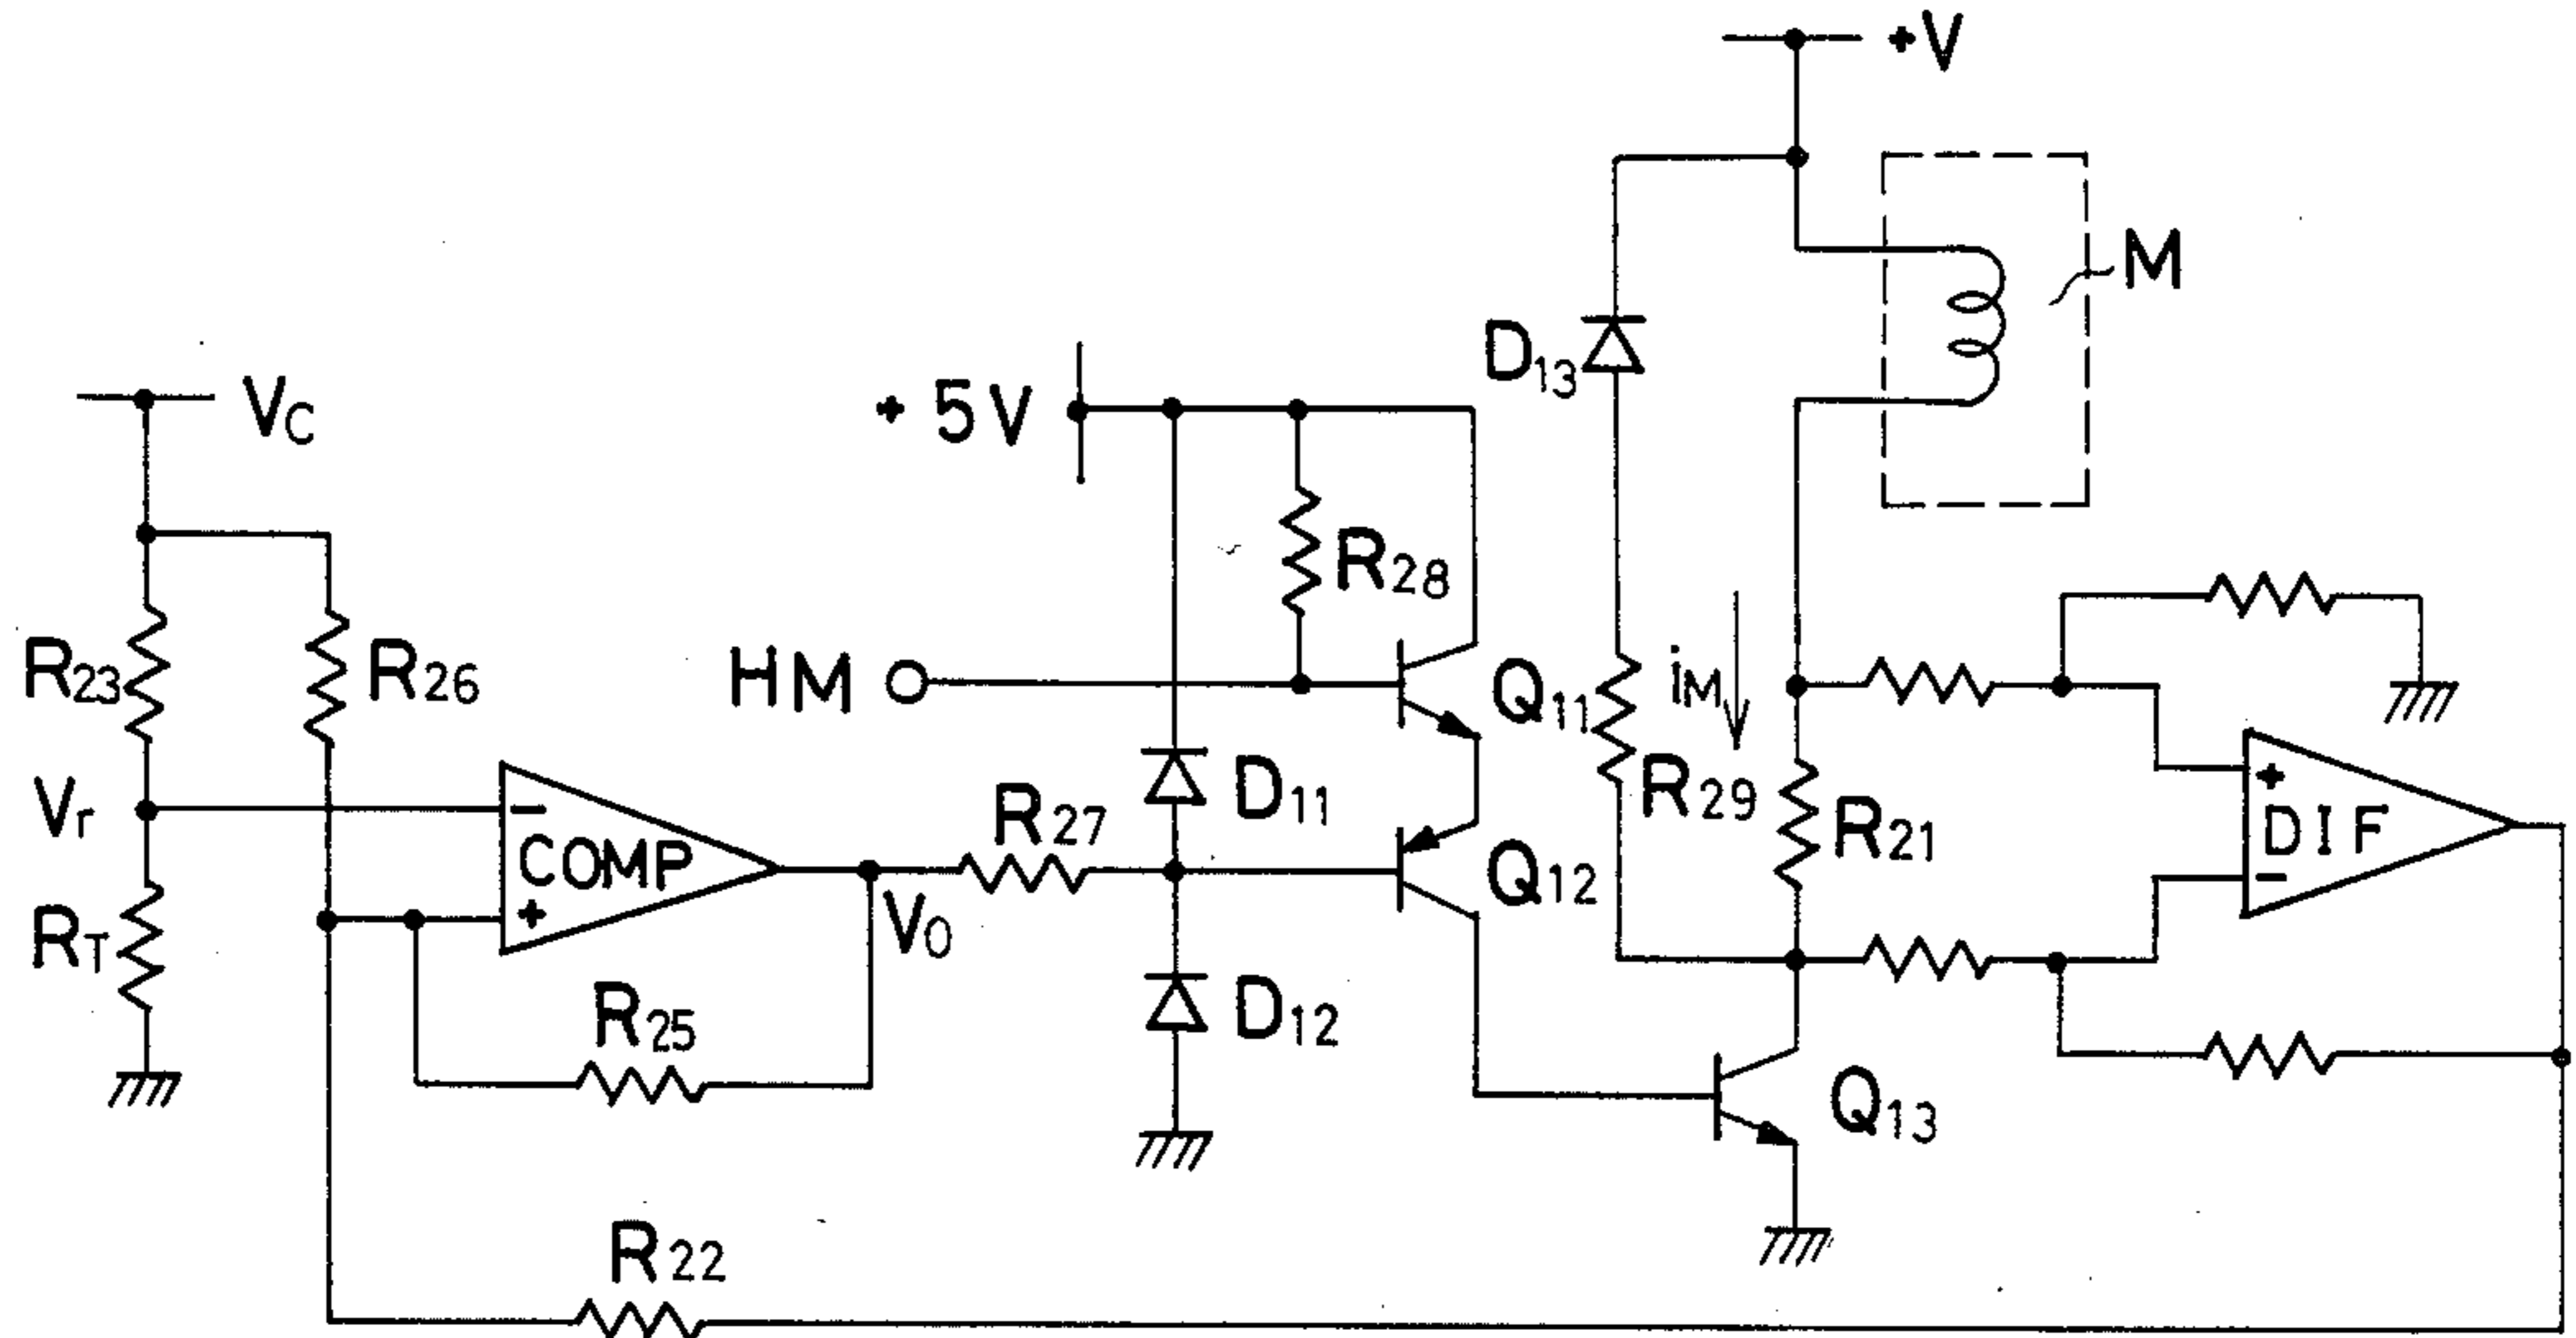 +V
M
D13
VC
+5V
R28
R23
R26
HM
Q11
iM
R29
R21
+
DIF
-
Vr
-
COMP
+
R27
D11
Q12
RT
VO
R25
D12
Q13
R22